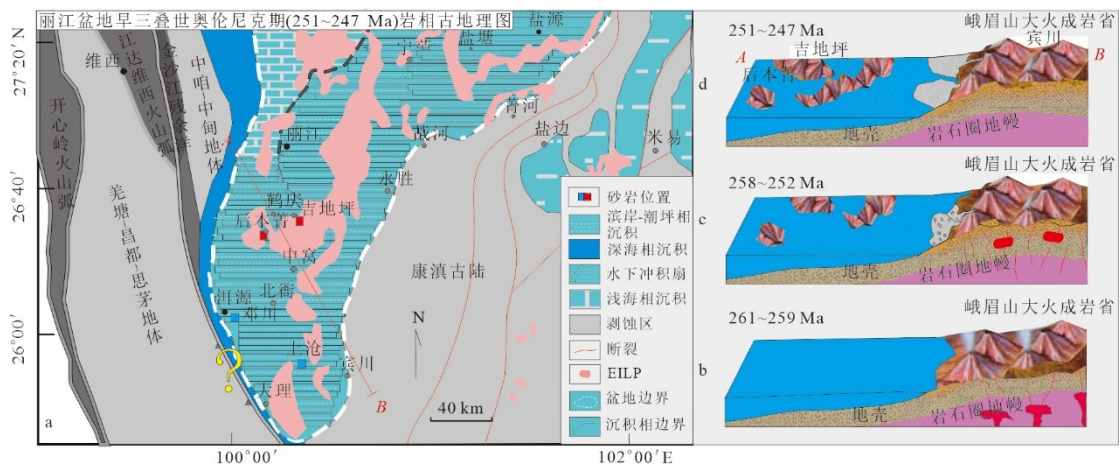 丽江盆地早三叠世奥伦尼克期(251~247 Ma)岩相古地理图
27°20′N
26°40′
26°00′
100°00′
102°00′E
维西
江达维西火山弧
金沙江残余洋
中咱-中甸地体
开心岭火山弧
羌塘-昌都-思茅地体
宁蒗
盐塘
盐源
菁河
盐边
米易
丽江
战河
永胜
鹤庆
吉地坪
后本菁
中窝
北衙
洱源
邓川
上沧
宾川
大理
康滇古陆
A
B
N
40 km
?
a
砂岩位置
滨岸-潮坪相
沉积
深海相沉积
水下冲积扇
浅海相沉积
剥蚀区
断裂
EILP
盆地边界
沉积相边界
峨眉山大火成岩省
251~247 Ma
宾川
A
吉地坪
B
后本菁
d
地壳
岩石圈地幔
258~252 Ma
峨眉山大火成岩省
c
地壳
岩石圈地幔
261~259 Ma
峨眉山大火成岩省
b
地壳
岩石圈地幔